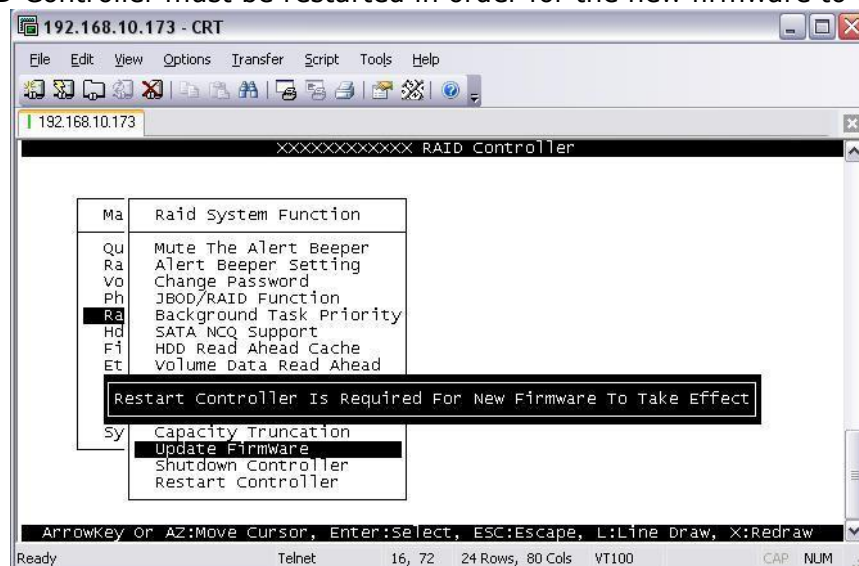 Controller must be restarted in order for the new firmware to
192.168.10.173 - CRT
File Edit View Options Transfer Script Tools Help
192.168.10.173
XXXXXXXXXXXX RAID Controller
Ma Raid System Function
Qu Mute The Alert Beeper
Ra Alert Beeper Setting
Vo Change Password
Ph JBOD/RAID Function
Ra Background Task Priority
Hd SATA NCQ Support
Fi HDD Read Ahead Cache
Et Volume Data Read Ahead
Restart Controller Is Required For New Firmware To Take Effect
Sy Capacity Truncation
Update FirmWare
Shutdown Controller
Restart Controller
ArrowKey Or AZ:Move Cursor, Enter:Select, ESC:Escape, L:Line Draw, X:Redraw
Ready Telnet 16, 72 24 Rows, 80 Cols VT100 CAP NUM